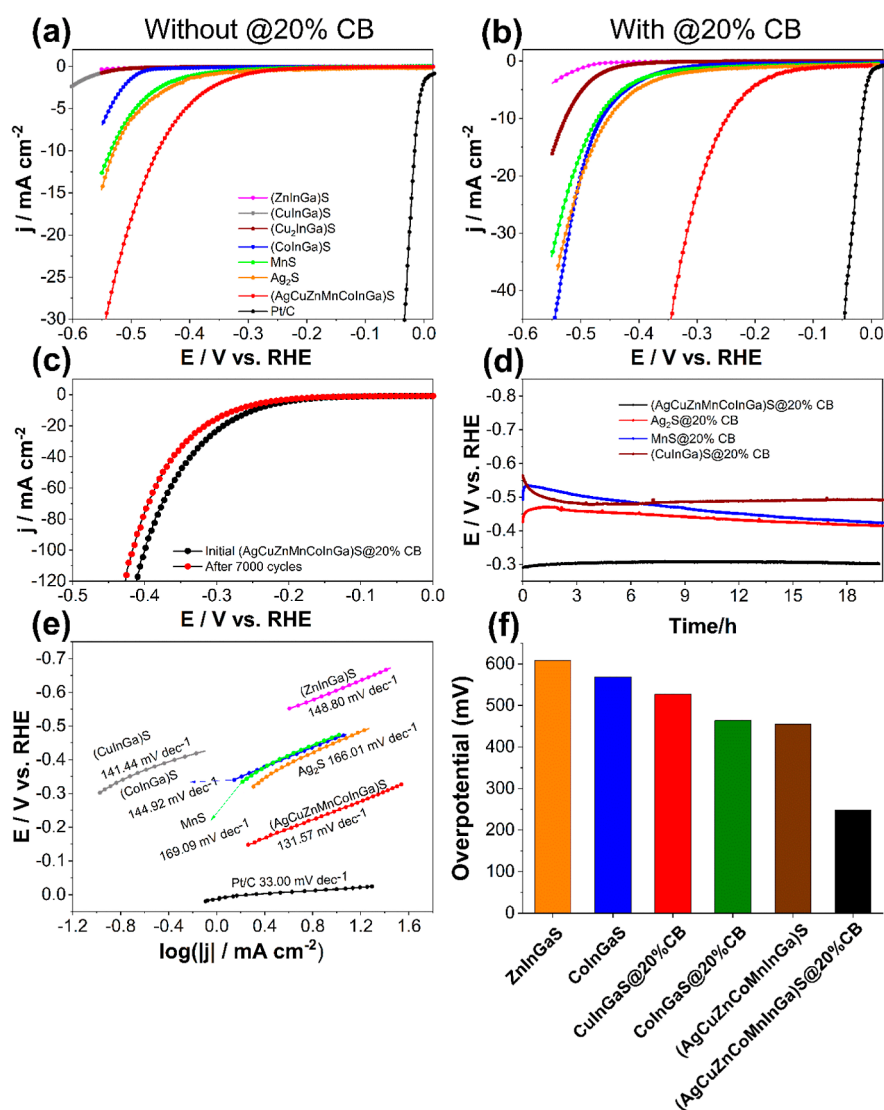 Without @20% CB
With @20% CB
(a)
0
-5
-10
-15
-20
-25
-30
j / mA cm-2
-0.6
-0.5
-0.4
-0.3
-0.2
-0.1
0.0
E / V vs. RHE
(ZnInGa)S
(CuInGa)S
(Cu₂InGa)S
(CoInGa)S
MnS
Ag₂S
(AgCuZnMnCoInGa)S
Pt/C
(b)
0
-10
-20
-30
-40
j / mA cm-2
-0.6
-0.5
-0.4
-0.3
-0.2
-0.1
0.0
E / V vs. RHE
(c)
0
-20
-40
-60
-80
-100
-120
j / mA cm-2
-0.5
-0.4
-0.3
-0.2
-0.1
0.0
E / V vs. RHE
Initial (AgCuZnMnCoInGa)S@20% CB
After 7000 cycles
(d)
-0.8
-0.7
-0.6
-0.5
-0.4
-0.3
E / V vs. RHE
0
3
6
9
12
15
18
Time/h
(AgCuZnMnCoInGa)S@20% CB
Ag₂S@20% CB
MnS@20% CB
(CuInGa)S@20% CB
(e)
-0.7
-0.6
-0.5
-0.4
-0.3
-0.2
-0.1
0.0
E / V vs. RHE
-1.2
-0.8
-0.4
0.0
0.4
0.8
1.2
1.6
log(|j| / mA cm-2)
(ZnInGa)S
148.80 mV dec-1
(CuInGa)S
141.44 mV dec-1
(CoInGa)S
144.92 mV dec-1
Ag₂S 166.01 mV dec-1
MnS
169.09 mV dec-1
(AgCuZnMnCoInGa)S
131.57 mV dec-1
Pt/C 33.00 mV dec-1
(f)
600
500
400
300
200
100
0
Overpotential (mV)
ZnInGaS
CoInGaS
CuInGaS@20%CB
CoInGaS@20%CB
(AgCuZnCoMnInGa)S
(AgCuZnCoMnInGa)S@20%CB